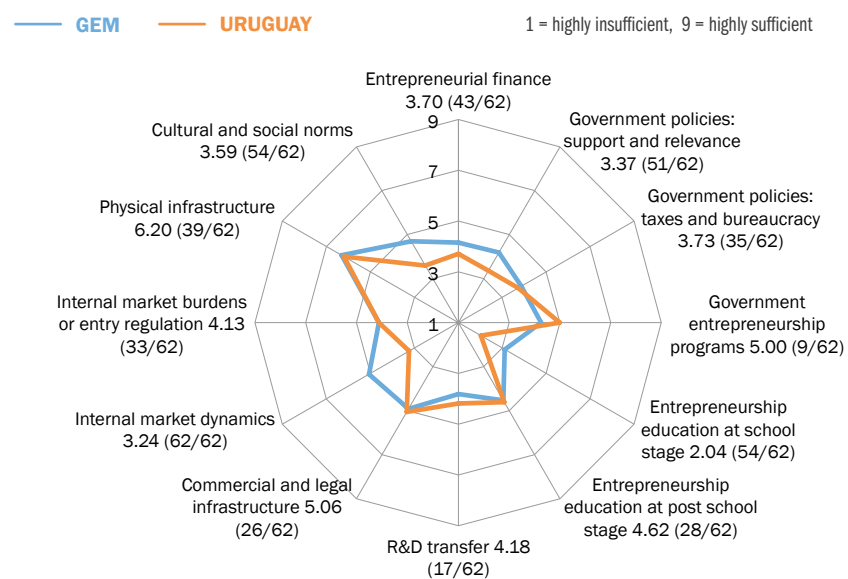 GEM URUGUAY 1 = highly insufficient, 9 = highly sufficient
Entrepreneurial finance
3.70 (43/62)
Government policies:
support and relevance
3.37 (51/62)
Government policies:
taxes and bureaucracy
3.73 (35/62)
Government
entrepreneurship
programs 5.00 (9/62)
Entrepreneurship
education at school
stage 2.04 (54/62)
Entrepreneurship
education at post school
stage 4.62 (28/62)
R&D transfer 4.18
(17/62)
Commercial and legal
infrastructure 5.06
(26/62)
Internal market dynamics
3.24 (62/62)
Internal market burdens
or entry regulation 4.13
(33/62)
Physical infrastructure
6.20 (39/62)
Cultural and social norms
3.59 (54/62)
9
7
5
3
1